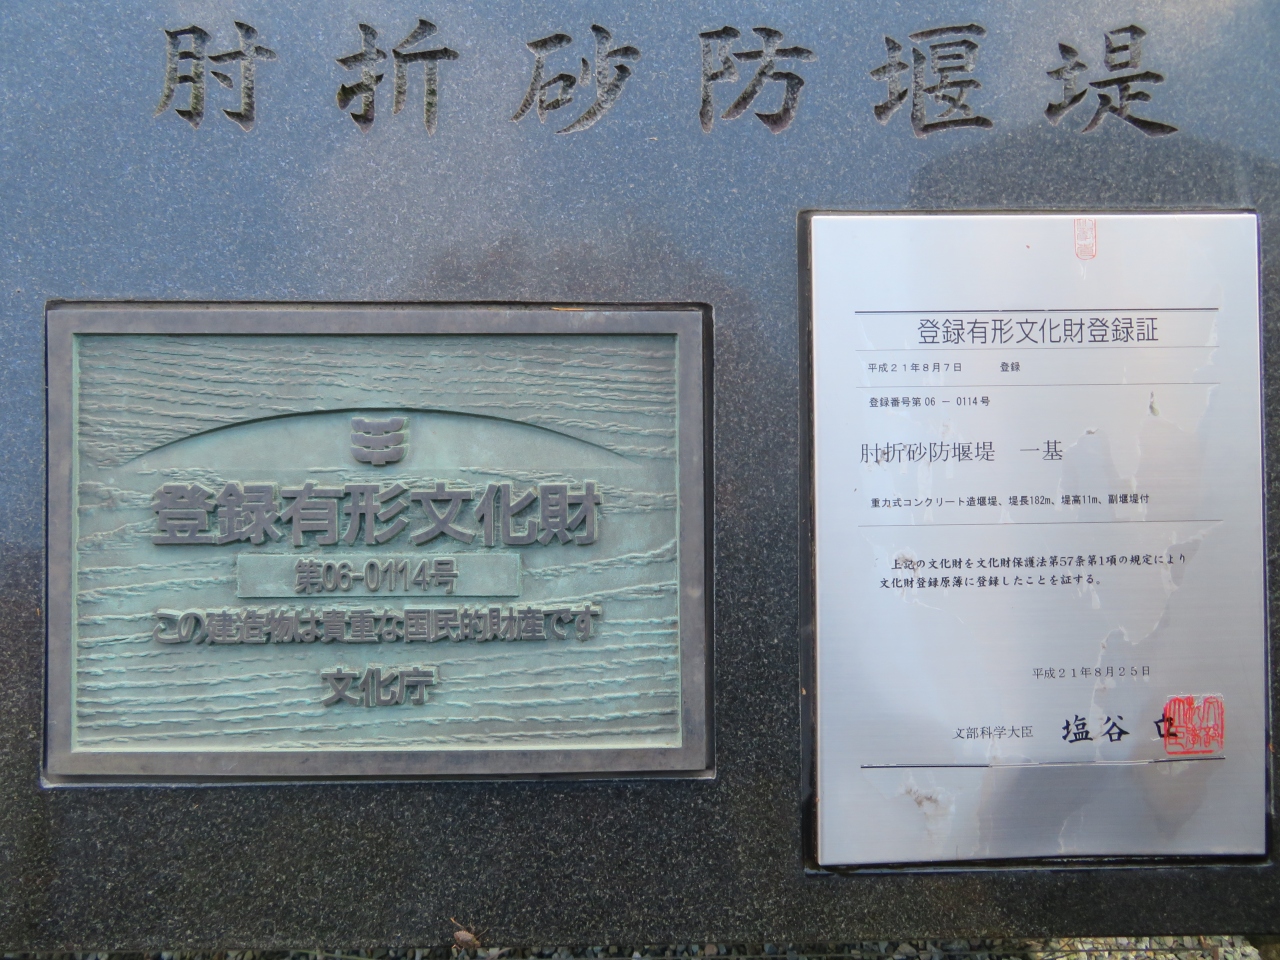 肘折砂防堰堤
登録有形文化財
第06-0114号
この建造物は貴重な国民的財産です
文化庁
登録有形文化財登録証
平成21年8月7日　登録
登録番号第06－0114号
肘折砂防堰堤　一基
重力式コンクリート造堰堤、堤長182m、堤高11m、副堰堤付
上記の文化財を文化財保護法第57条第1項の規定により
文化財登録原簿に登録したことを証する。
平成21年8月25日
文部科学大臣　塩谷 立